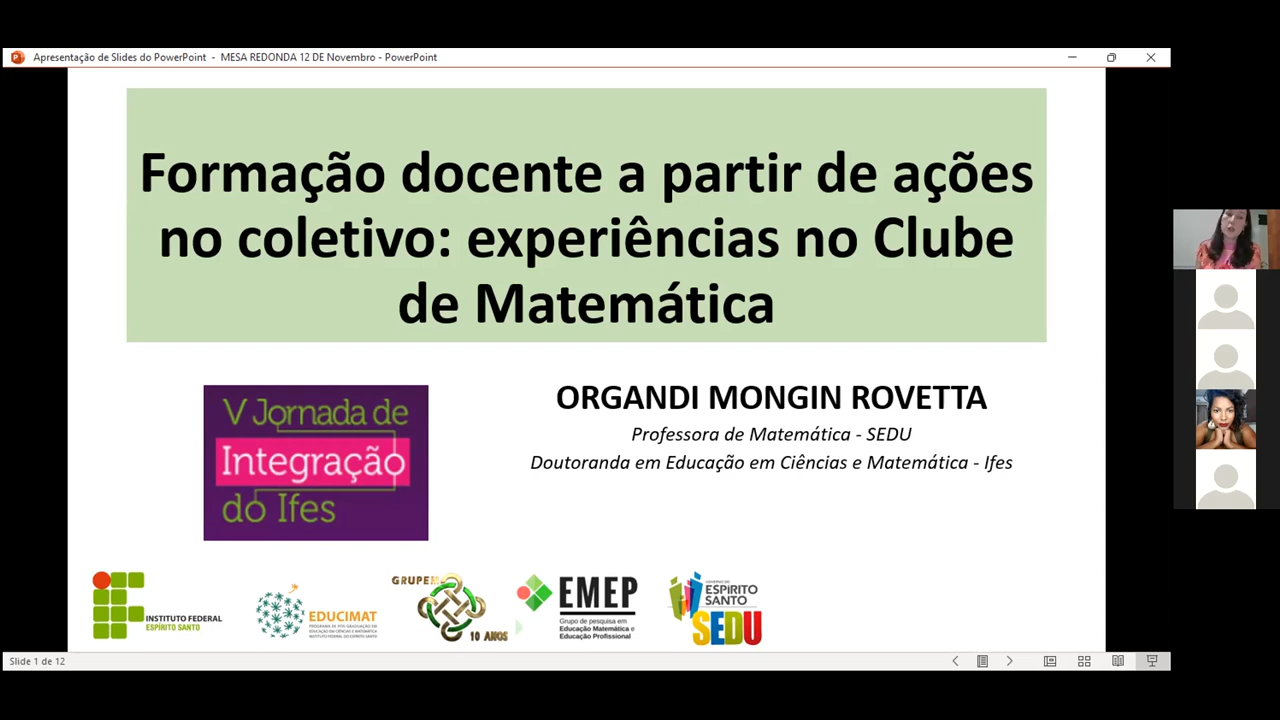 Apresentação de Slides do PowerPoint - MESA REDONDA 12 DE Novembro - PowerPoint
Formação docente a partir de ações
no coletivo: experiências no Clube
de Matemática
V Jornada de
Integração
do Ifes
ORGANDI MONGIN ROVETTA
Professora de Matemática - SEDU
Doutoranda em Educação em Ciências e Matemática - Ifes
INSTITUTO FEDERAL
ESPÍRITO SANTO
EDUCIMAT
PROGRAMA DE PÓS-GRADUAÇÃO EM
EDUCAÇÃO EM CIÊNCIAS E MATEMÁTICA
INSTITUTO FEDERAL DO ESPÍRITO SANTO
GRUPEM
10 ANOS
EMEP
Grupo de pesquisa em
Educação Matemática e
Educação Profissional
GOVERNO DO
ESPÍRITO
SANTO
SEDU
Slide 1 de 12